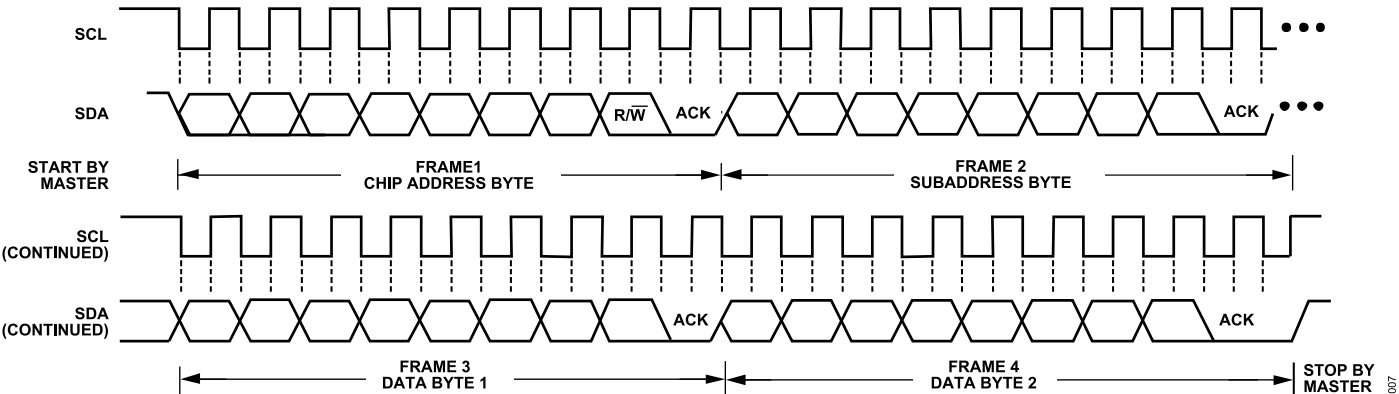 SCL
SDA
R/W̅
ACK
ACK
START BY
MASTER
FRAME1
CHIP ADDRESS BYTE
FRAME 2
SUBADDRESS BYTE
SCL
(CONTINUED)
SDA
(CONTINUED)
ACK
ACK
FRAME 3
DATA BYTE 1
FRAME 4
DATA BYTE 2
STOP BY
MASTER
007